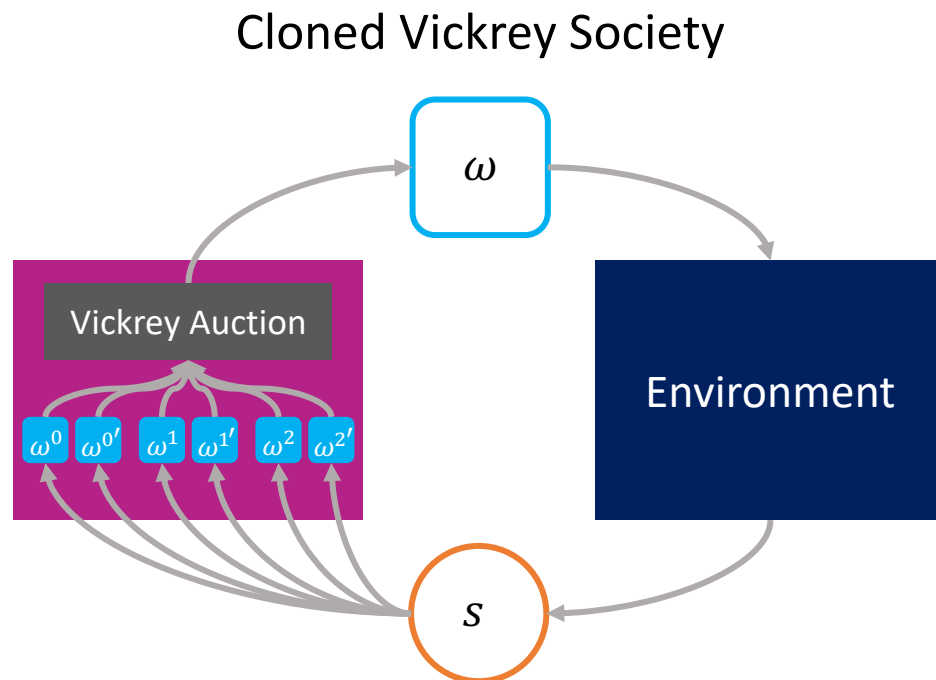 Cloned Vickrey Society
ω
Vickrey Auction
Environment
ω⁰ ω⁰′ ω¹ ω¹′ ω² ω²′
s